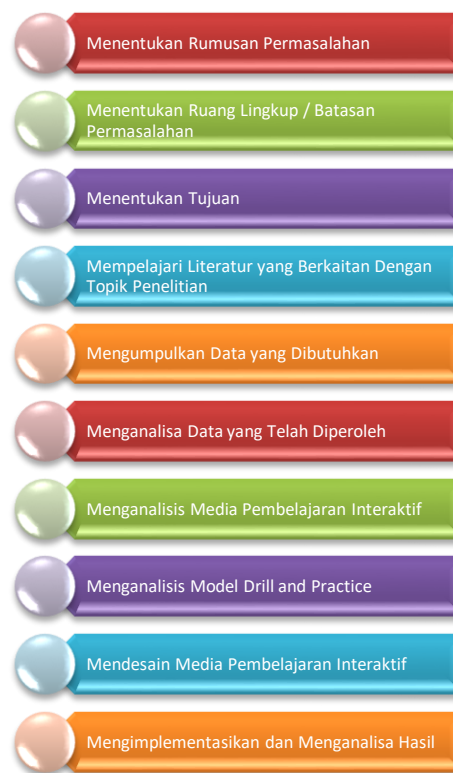 Menentukan Rumusan Permasalahan
Menentukan Ruang Lingkup / Batasan
Permasalahan
Menentukan Tujuan
Mempelajari Literatur yang Berkaitan Dengan
Topik Penelitian
Mengumpulkan Data yang Dibutuhkan
Menganalisa Data yang Telah Diperoleh
Menganalisis Media Pembelajaran Interaktif
Menganalisis Model Drill and Practice
Mendesain Media Pembelajaran Interaktif
Mengimplementasikan dan Menganalisa Hasil